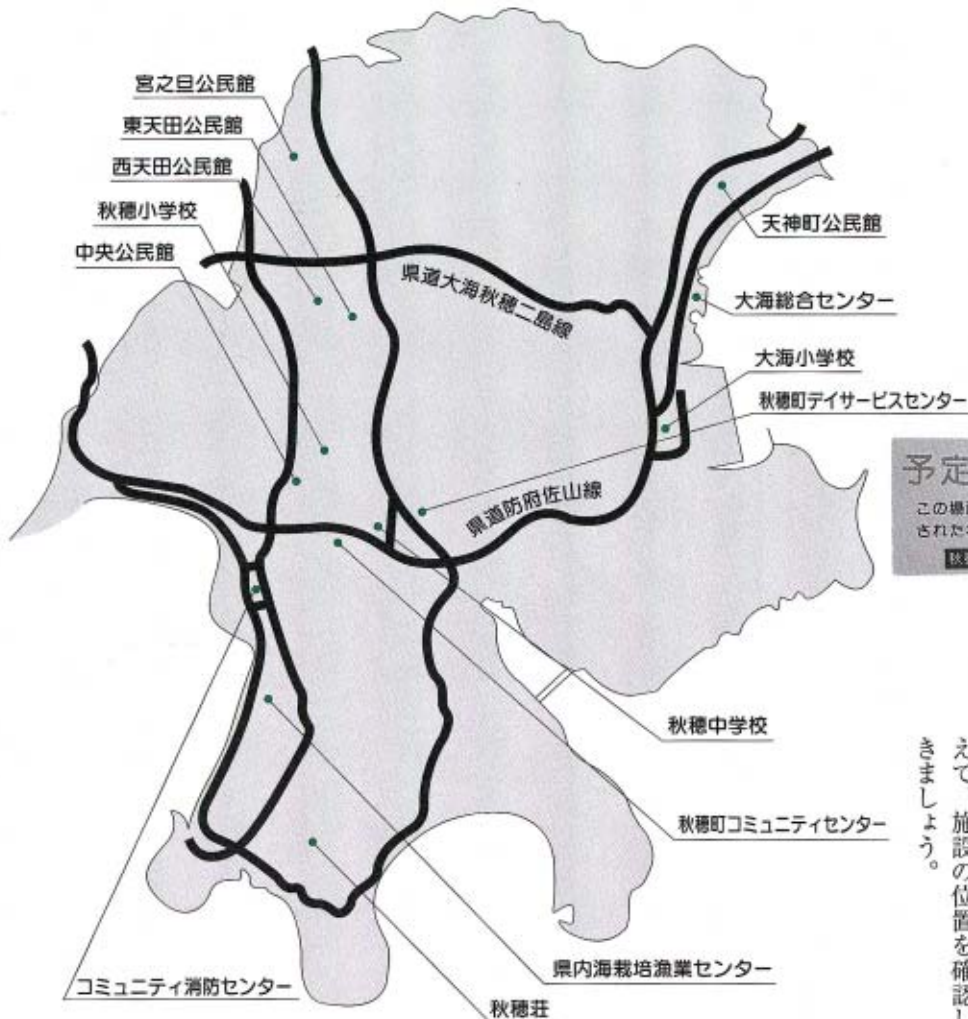 宮之旦公民館
東天田公民館
西天田公民館
秋穂小学校
中央公民館
県道大海秋穂二島線
天神町公民館
大海総合センター
大海小学校
秋穂町デイサービスセンター
県道防府佐山線
予定
この
された
秋穂中学校
秋穂町コミュニティセンター
県内海栽培漁業センター
秋穂荘
コミュニティ消防センター
えて、施設の位置を確認し
きましょう。